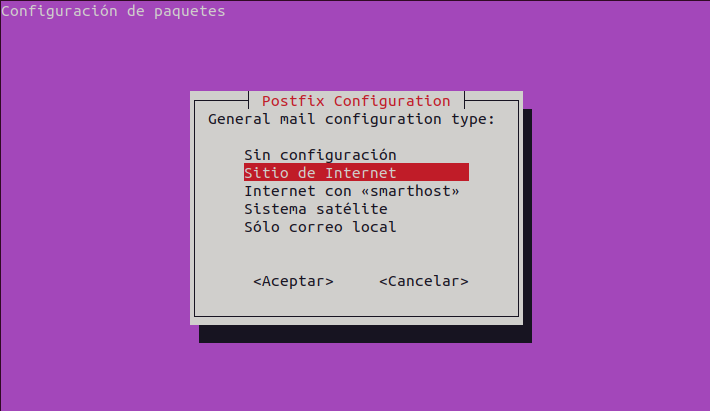 Configuración de paquetes
Postfix Configuration
General mail configuration type:
Sin configuración
Sitio de Internet
Internet con «smarthost»
Sistema satélite
Sólo correo local
<Aceptar> <Cancelar>